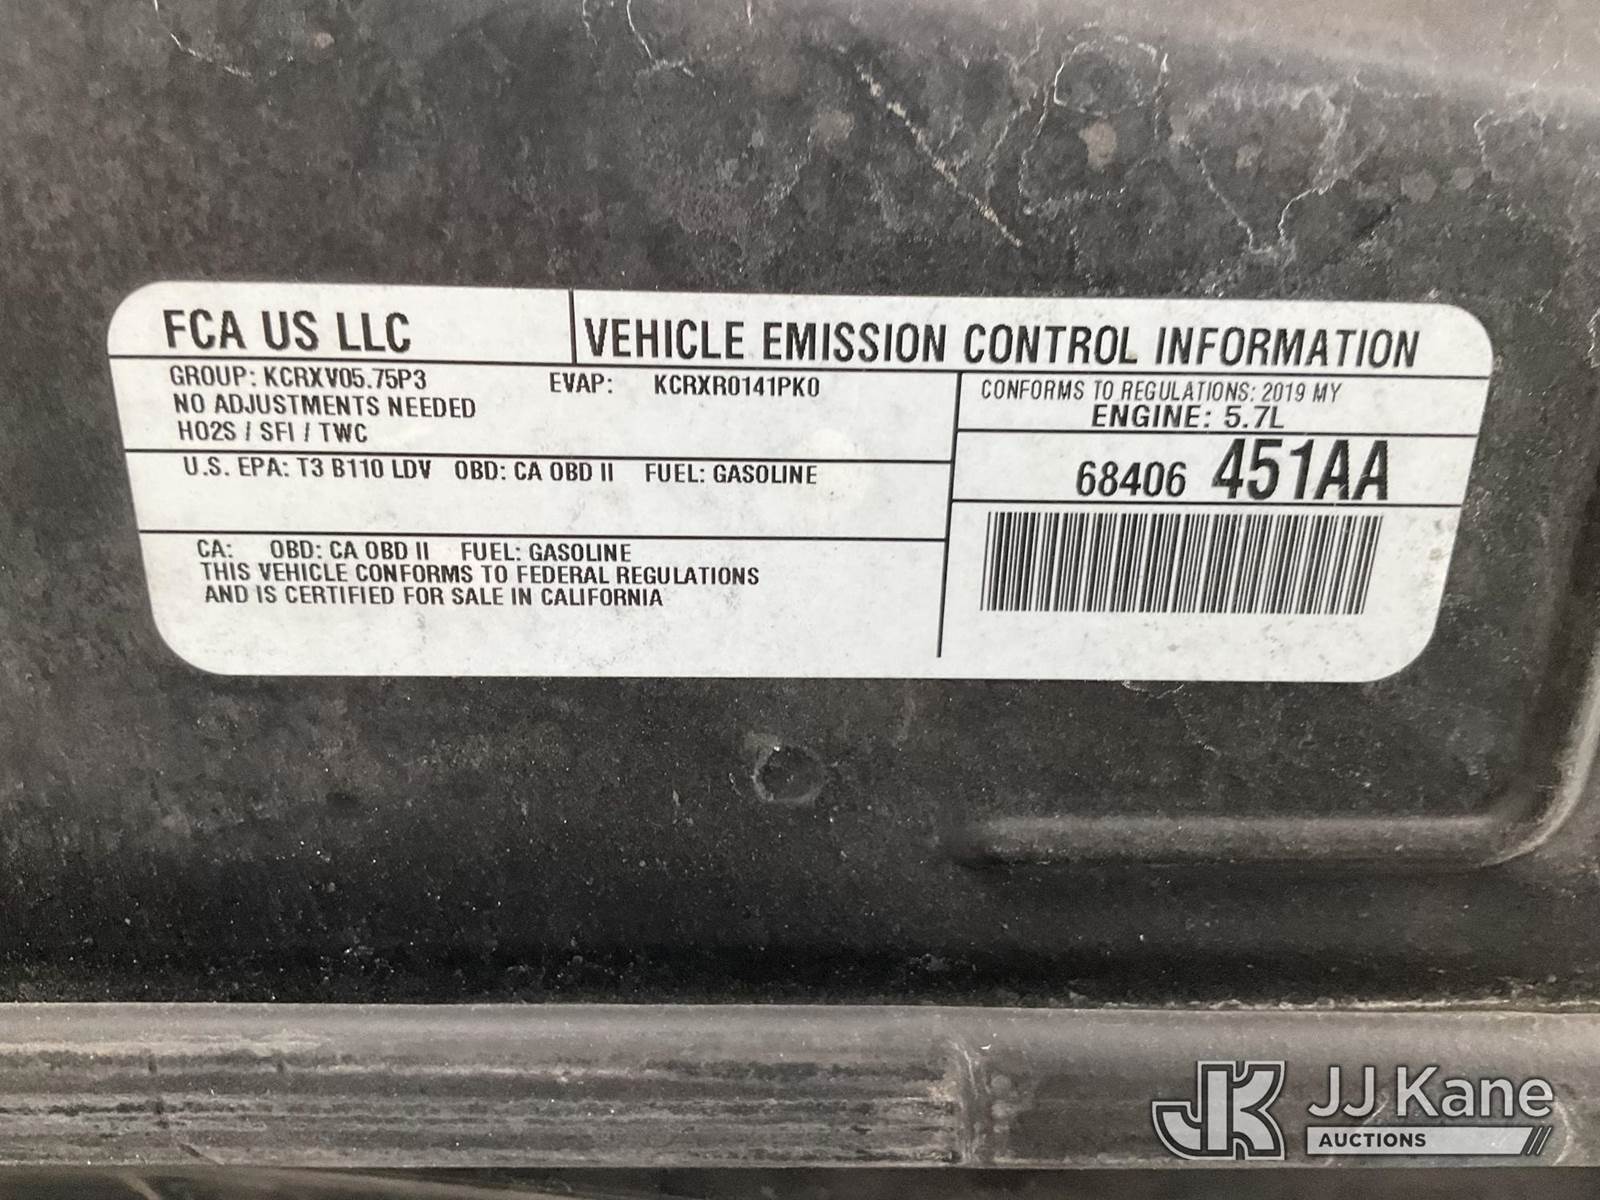 FCA US LLC
VEHICLE EMISSION CONTROL INFORMATION
GROUP: KCRXV05.75P3 EVAP: KCRXR0141PK0
NO ADJUSTMENTS NEEDED
HO2S / SFI / TWC
CONFORMS TO REGULATIONS: 2019 MY
ENGINE: 5.7L
U.S. EPA: T3 B110 LDV OBD: CA OBD II FUEL: GASOLINE
68406 451AA
CA: OBD: CA OBD II FUEL: GASOLINE
THIS VEHICLE CONFORMS TO FEDERAL REGULATIONS
AND IS CERTIFIED FOR SALE IN CALIFORNIA
JK JJ Kane
AUCTIONS